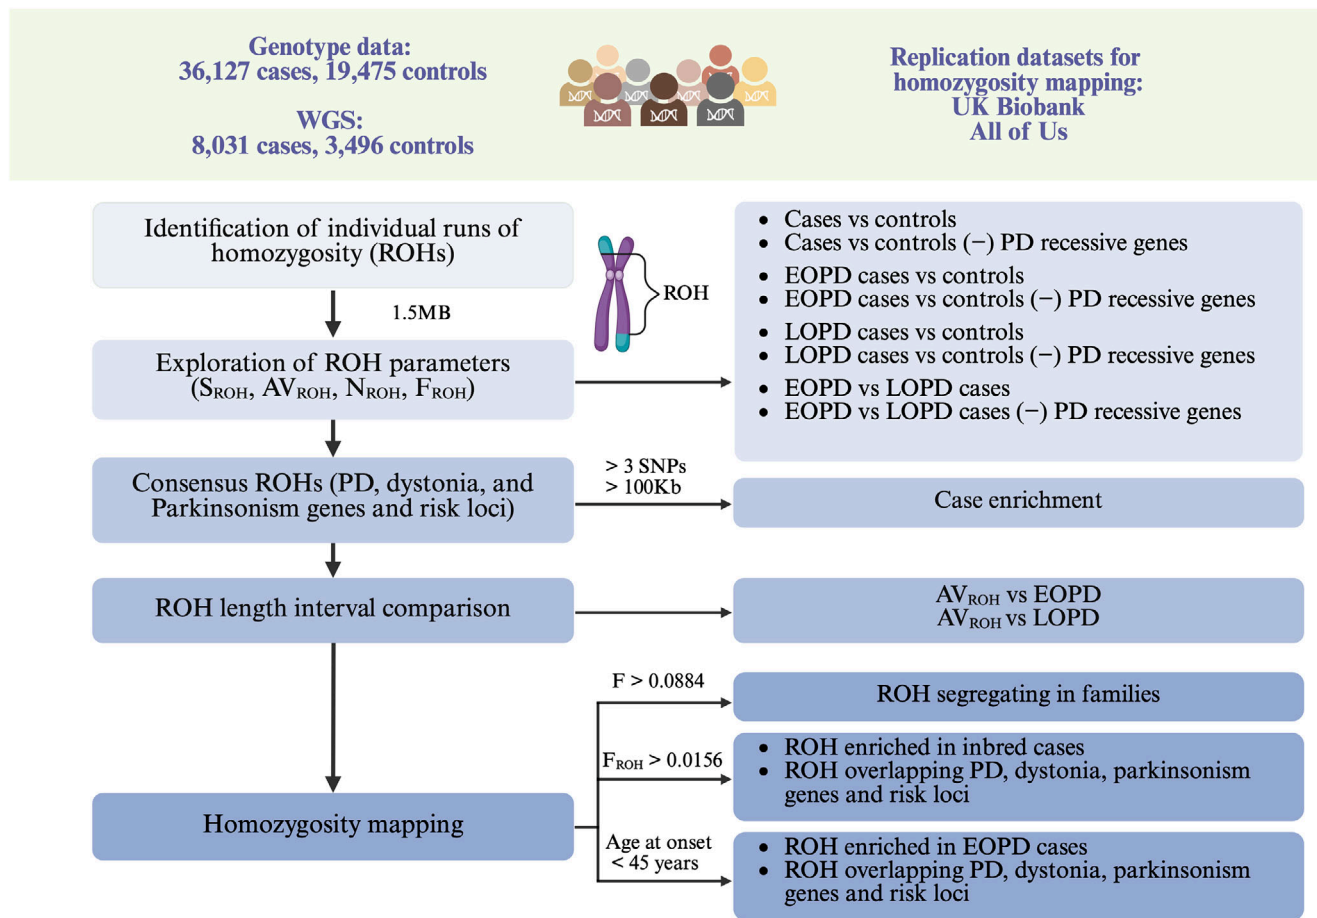 Genotype data:
36,127 cases, 19,475 controls
WGS:
8,031 cases, 3,496 controls
Replication datasets for
homozygosity mapping:
UK Biobank
All of Us
Identification of individual runs of
homozygosity (ROHs)
1.5MB
ROH
Exploration of ROH parameters
(SROH, AVROH, NROH, FROH)
• Cases vs controls
• Cases vs controls (−) PD recessive genes
• EOPD cases vs controls
• EOPD cases vs controls (−) PD recessive genes
• LOPD cases vs controls
• LOPD cases vs controls (−) PD recessive genes
• EOPD vs LOPD cases
• EOPD vs LOPD cases (−) PD recessive genes
Consensus ROHs (PD, dystonia, and
Parkinsonism genes and risk loci)
> 3 SNPs
> 100Kb
Case enrichment
ROH length interval comparison
AVROH vs EOPD
AVROH vs LOPD
Homozygosity mapping
F > 0.0884
ROH segregating in families
FROH > 0.0156
• ROH enriched in inbred cases
• ROH overlapping PD, dystonia, parkinsonism
genes and risk loci
Age at onset
< 45 years
• ROH enriched in EOPD cases
• ROH overlapping PD, dystonia, parkinsonism
genes and risk loci